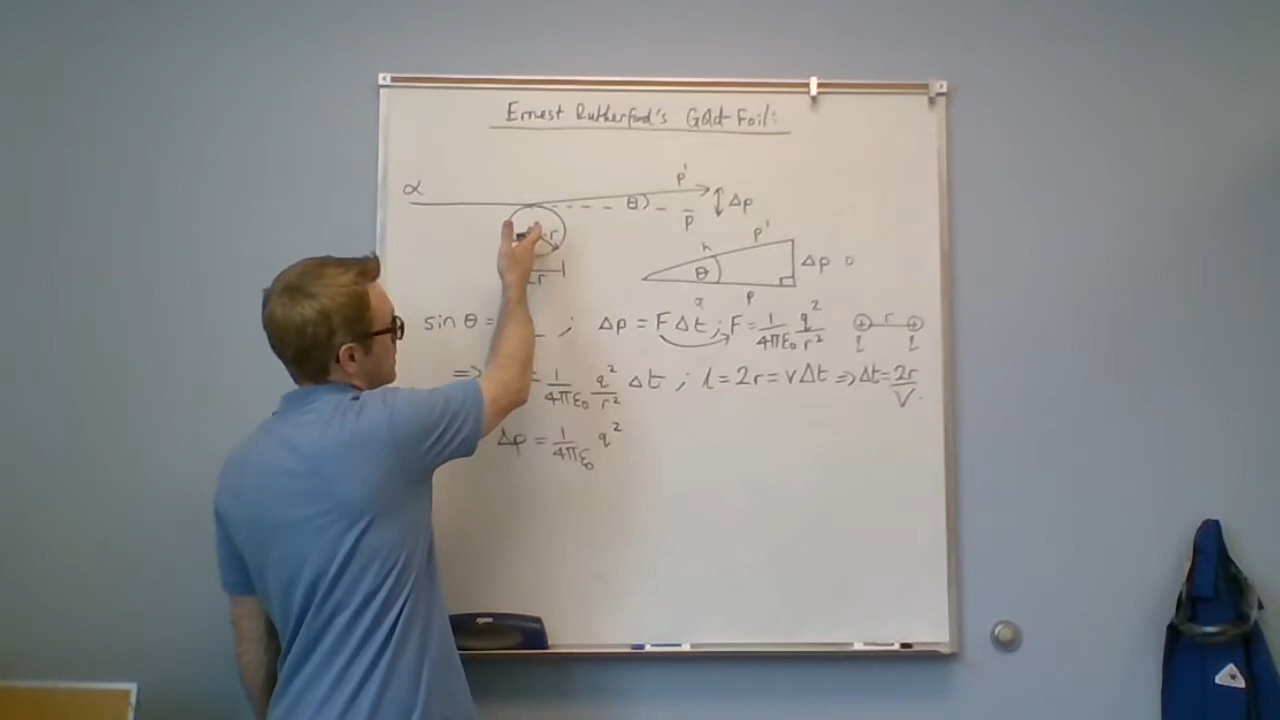 Ernest Rutherford's Gold Foil:
α
p'
θ
p̄
Δp
r
r
h
p'
θ
Δp o
a p
sin θ = ; Δp = FΔt ; F = 1/4πε₀ q²/r²
r
q q
⇒ = 1/4πε₀ q²/r² Δt ; l = 2r = vΔt ⇒ Δt = 2r/v
Δp = 1/4πε₀ q²